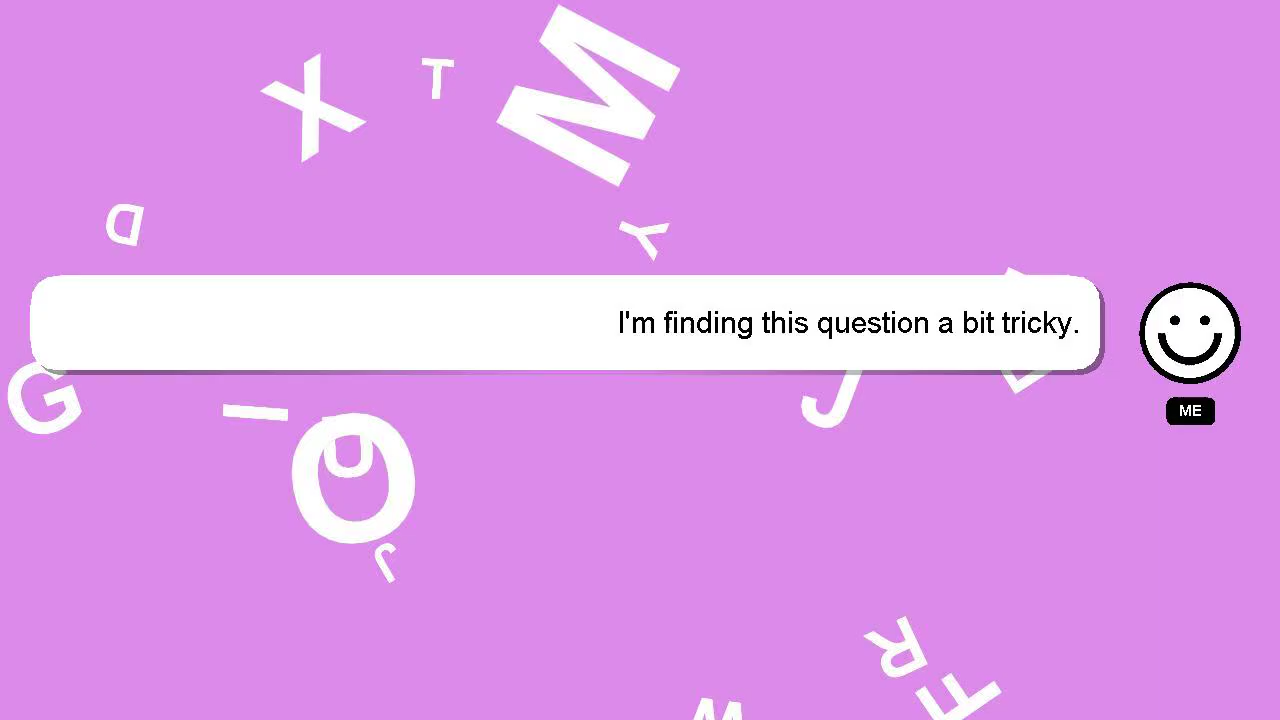 X
T
M
D
Y
I'm finding this question a bit tricky.
ME
G
I
O
U
J
J
R
F
W